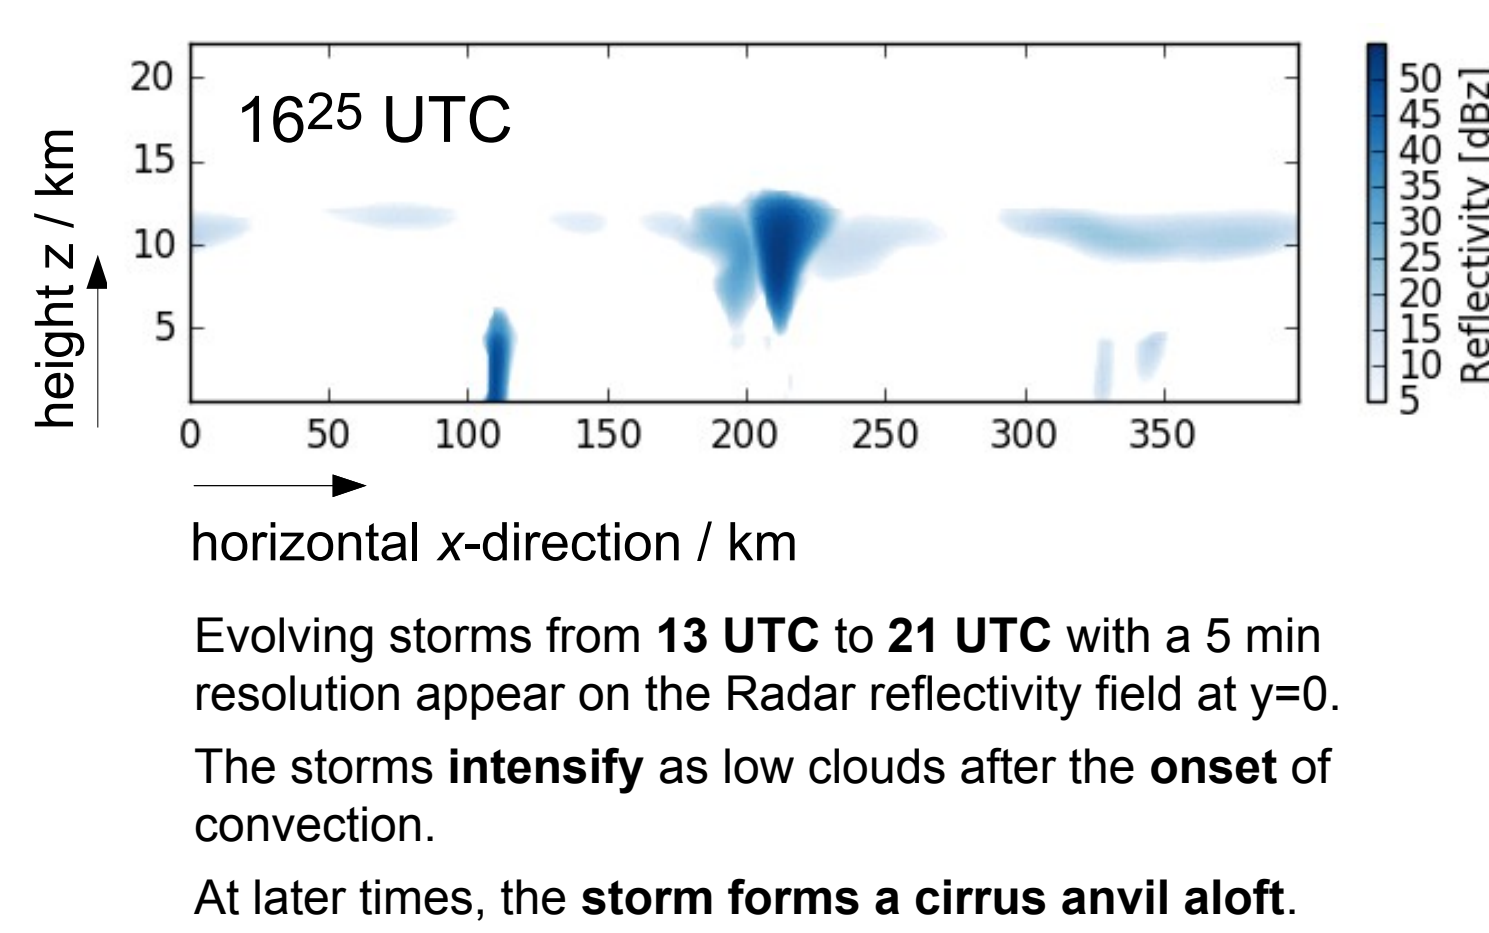 20
15
10
5
16²⁵ UTC
height z / km
0 50 100 150 200 250 300 350
horizontal x-direction / km
50
45
40
35
30
25
20
15
10
5
Reflectivity [dBz]
Evolving storms from 13 UTC to 21 UTC with a 5 min
resolution appear on the Radar reflectivity field at y=0.
The storms intensify as low clouds after the onset of
convection.
At later times, the storm forms a cirrus anvil aloft.